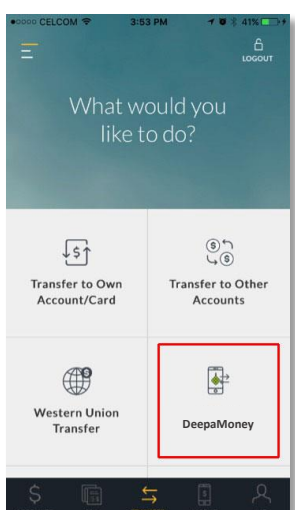 CELCOM 3:53 PM 41%
LOGOUT
What would you
like to do?
Transfer to Own
Account/Card
Transfer to Other
Accounts
Western Union
Transfer
DeepaMoney